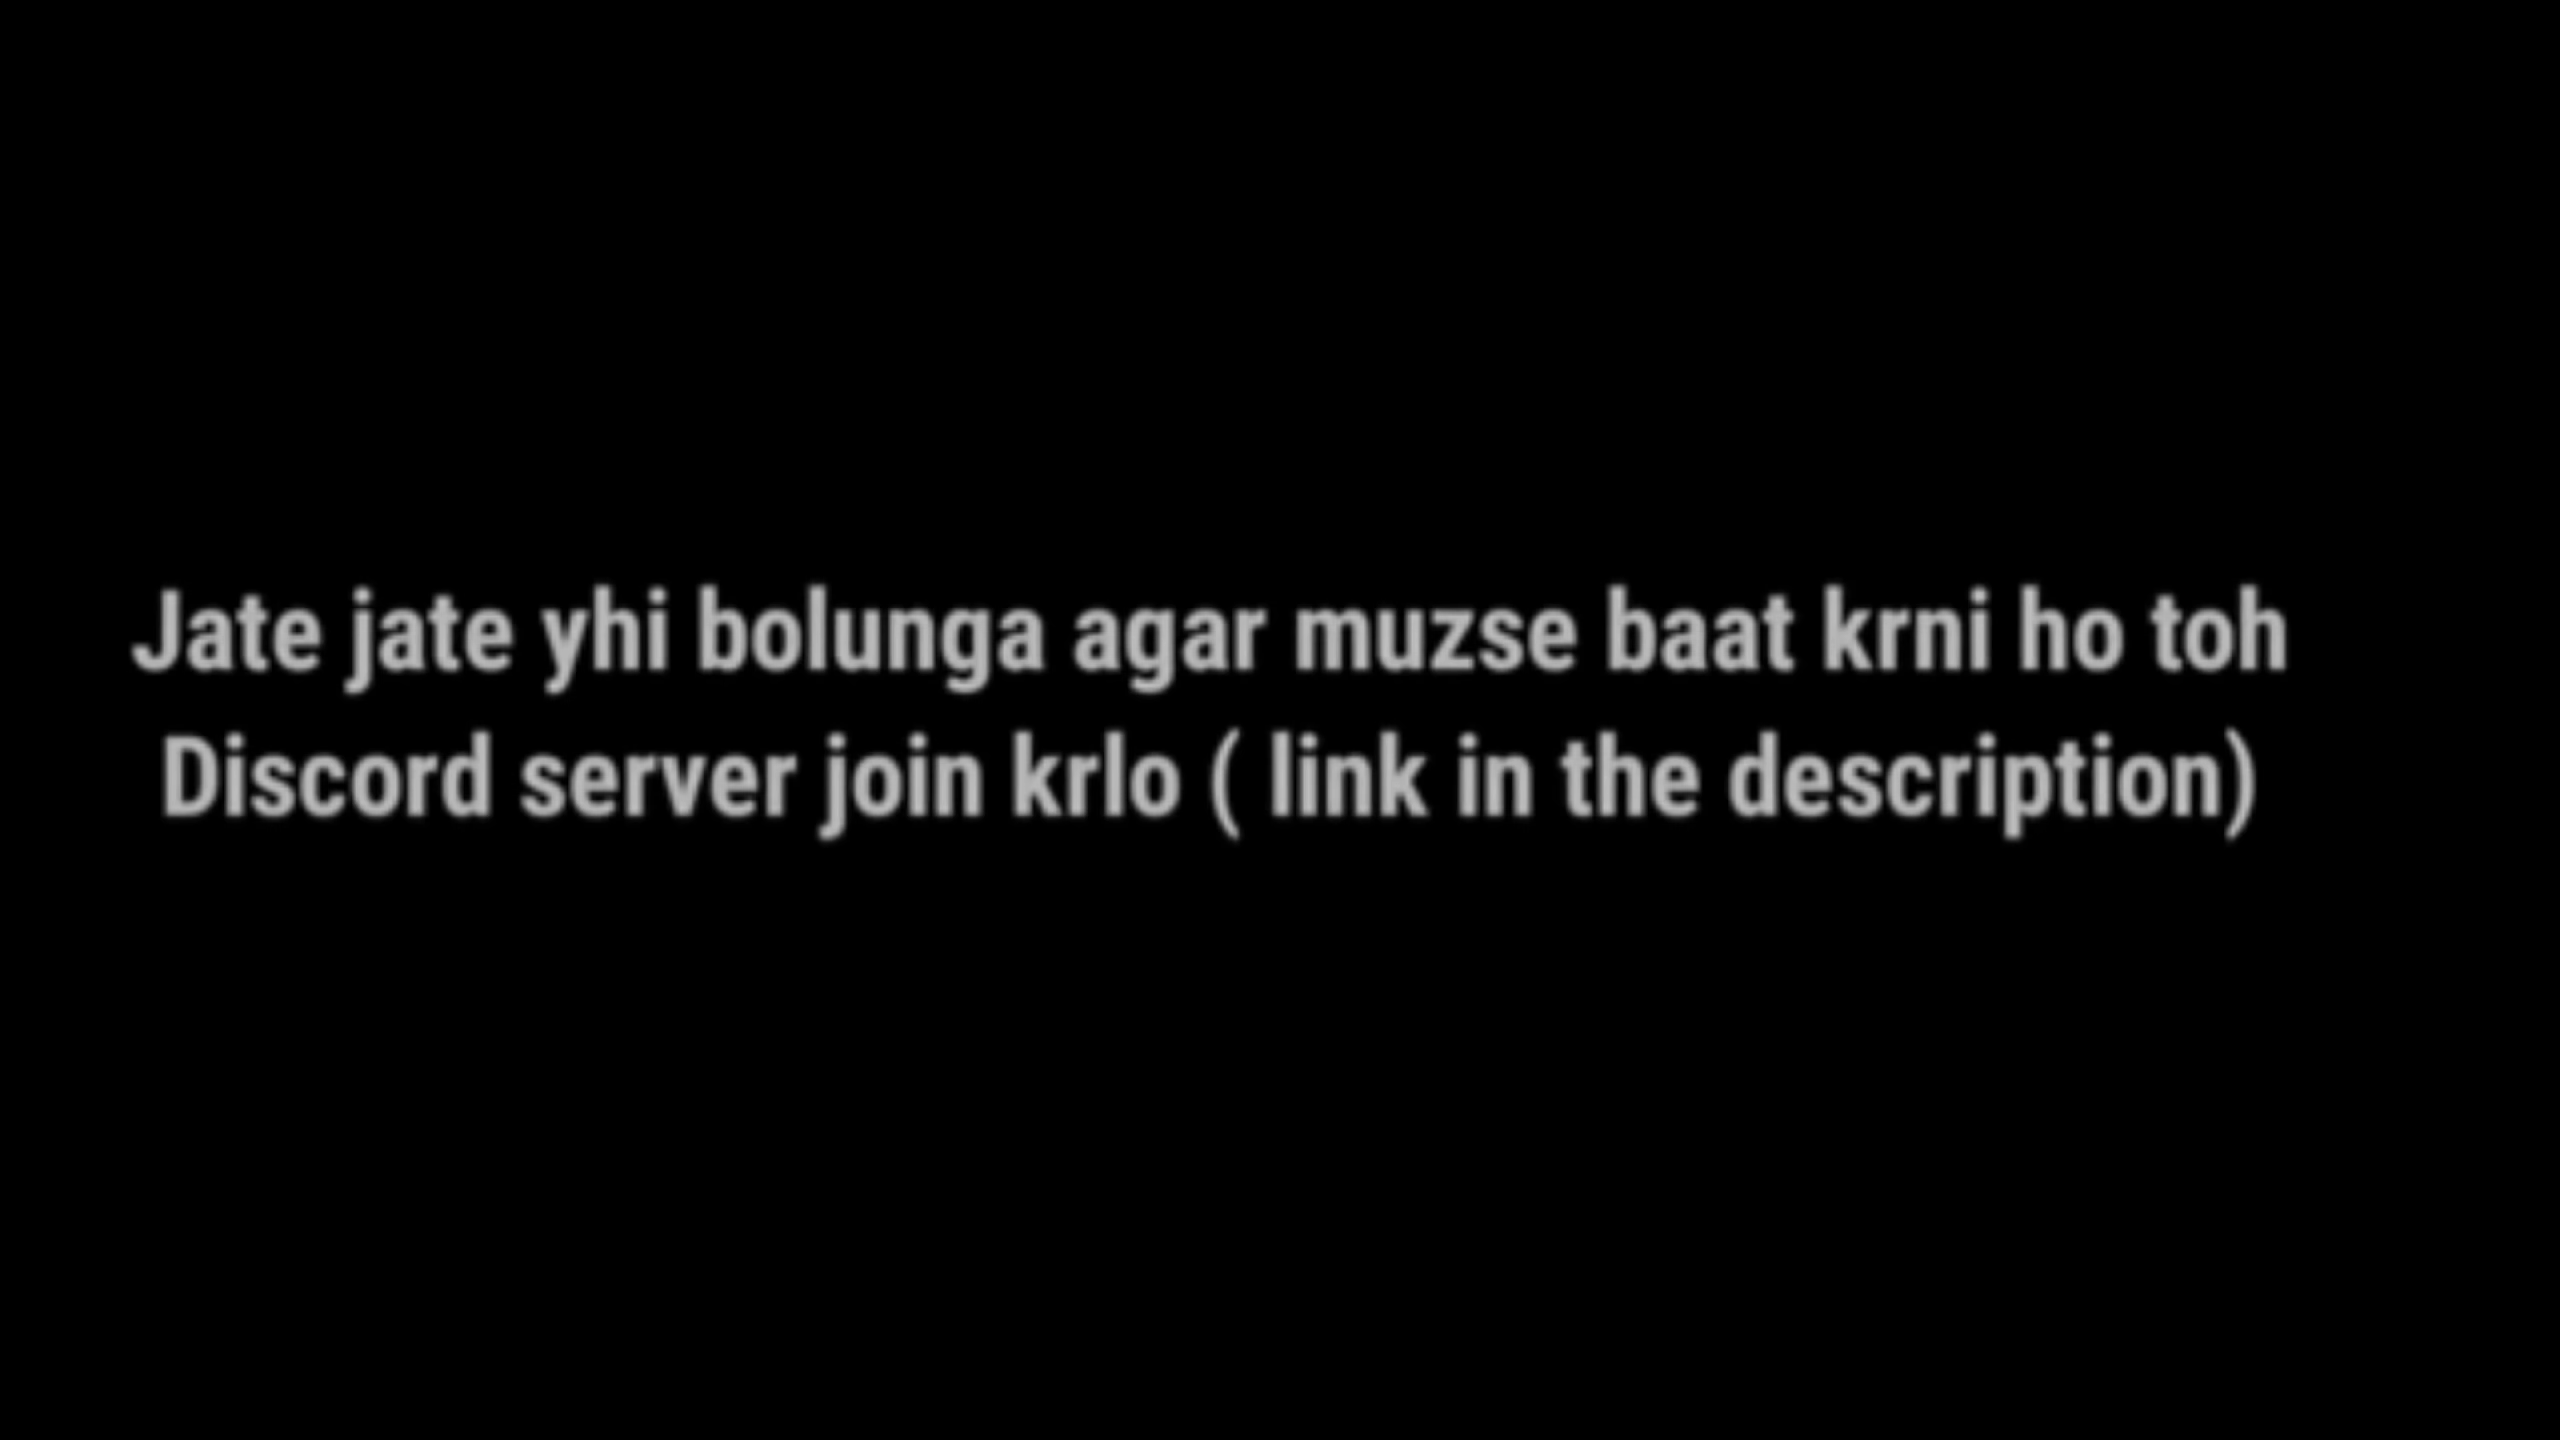 Jate jate yhi bolunga agar muzse baat krni ho toh
Discord server join krlo ( link in the description)